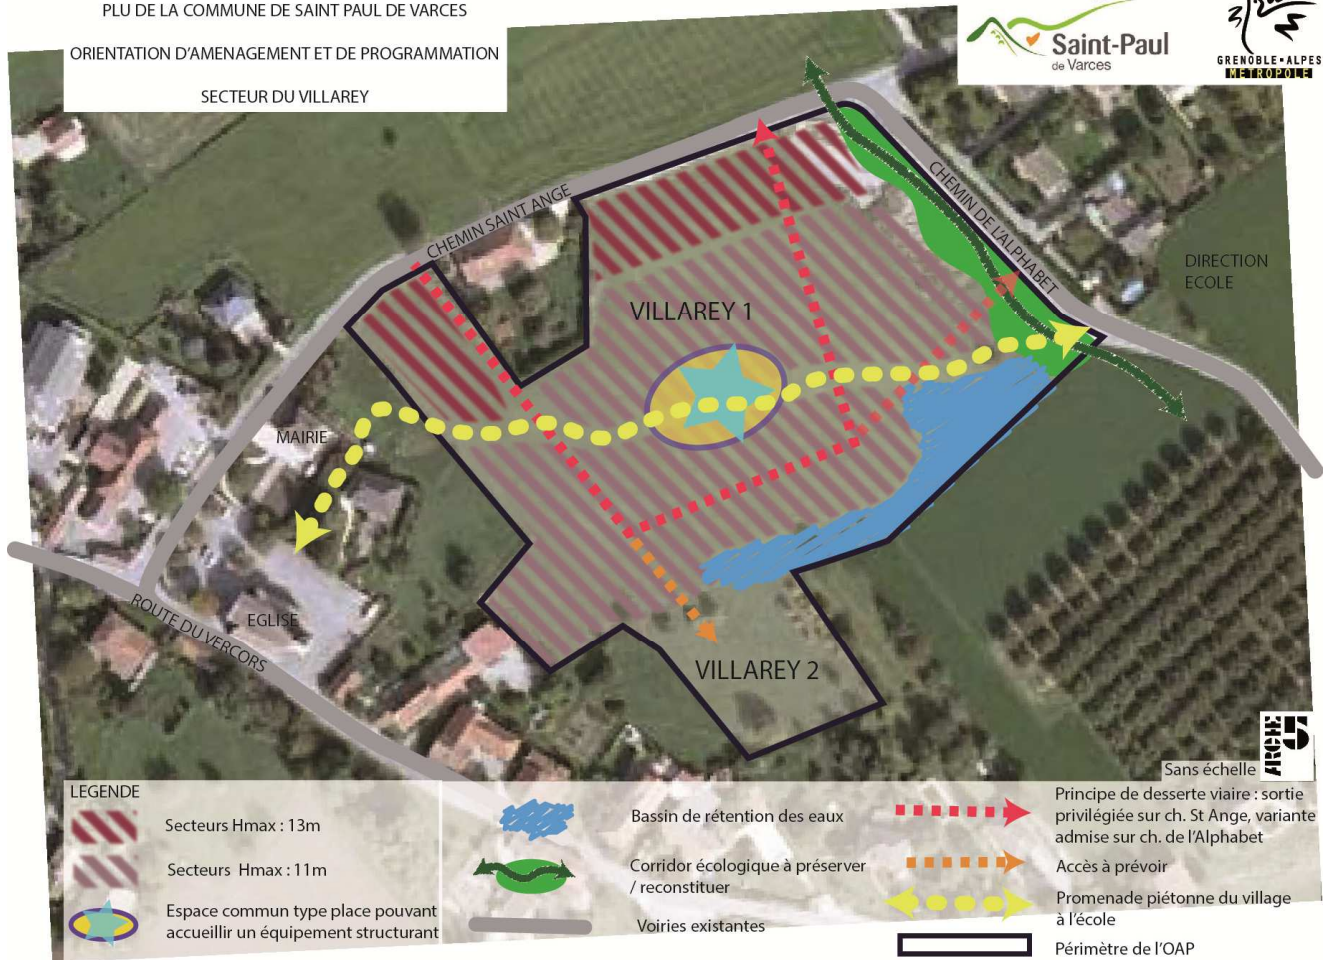 PLU DE LA COMMUNE DE SAINT PAUL DE VARCES
ORIENTATION D'AMENAGEMENT ET DE PROGRAMMATION
SECTEUR DU VILLAREY
Saint-Paul
de Varces
GRENOBLE-ALPES
METROPOLE
CHEMIN SAINT ANGE
CHEMIN DE L'ALPHABET
DIRECTION
ECOLE
VILLAREY 1
MAIRIE
EGLISE
ROUTE DU VERCORS
VILLAREY 2
ARCHE
5
Sans échelle
LEGENDE
Secteurs Hmax : 13m
Secteurs Hmax : 11m
Espace commun type place pouvant
accueillir un équipement structurant
Bassin de rétention des eaux
Corridor écologique à préserver
/ reconstituer
Voiries existantes
Principe de desserte viaire : sortie
privilégiée sur ch. St Ange, variante
admise sur ch. de l'Alphabet
Accès à prévoir
Promenade piétonne du village
à l'école
Périmètre de l'OAP